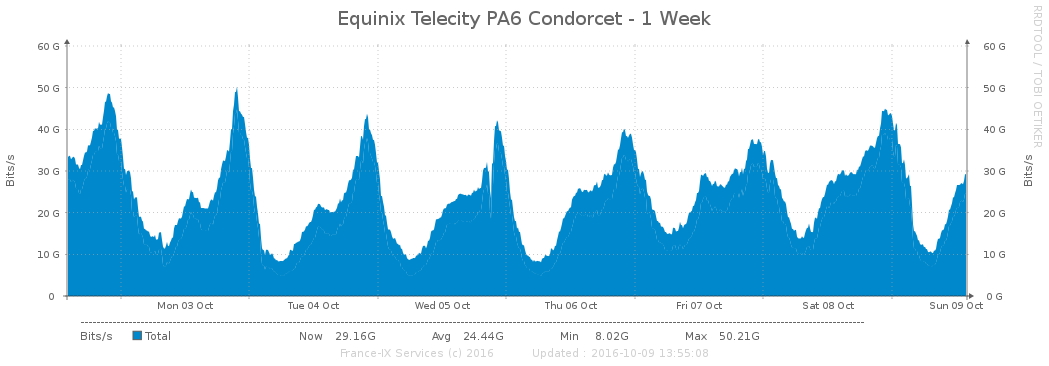 Equinix Telecity PA6 Condorcet - 1 Week
RRDTOOL / TOBI OETIKER
Bits/s
60 G
50 G
40 G
30 G
20 G
10 G
0
60 G
50 G
40 G
30 G
20 G
10 G
0 G
Bits/s
Mon 03 Oct Tue 04 Oct Wed 05 Oct Thu 06 Oct Fri 07 Oct Sat 08 Oct Sun 09 Oct
Bits/s Total Now 29.16G Avg 24.44G Min 8.02G Max 50.21G
France-IX Services (c) 2016 Updated : 2016-10-09 13:55:08